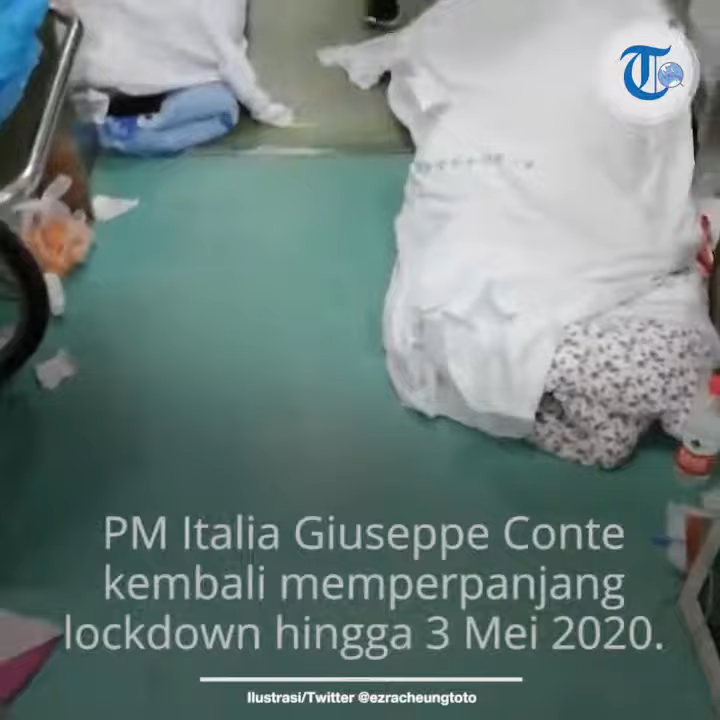 T
PM Italia Giuseppe Conte
kembali memperpanjang
lockdown hingga 3 Mei 2020.
Ilustrasi/Twitter @ezracheungtoto